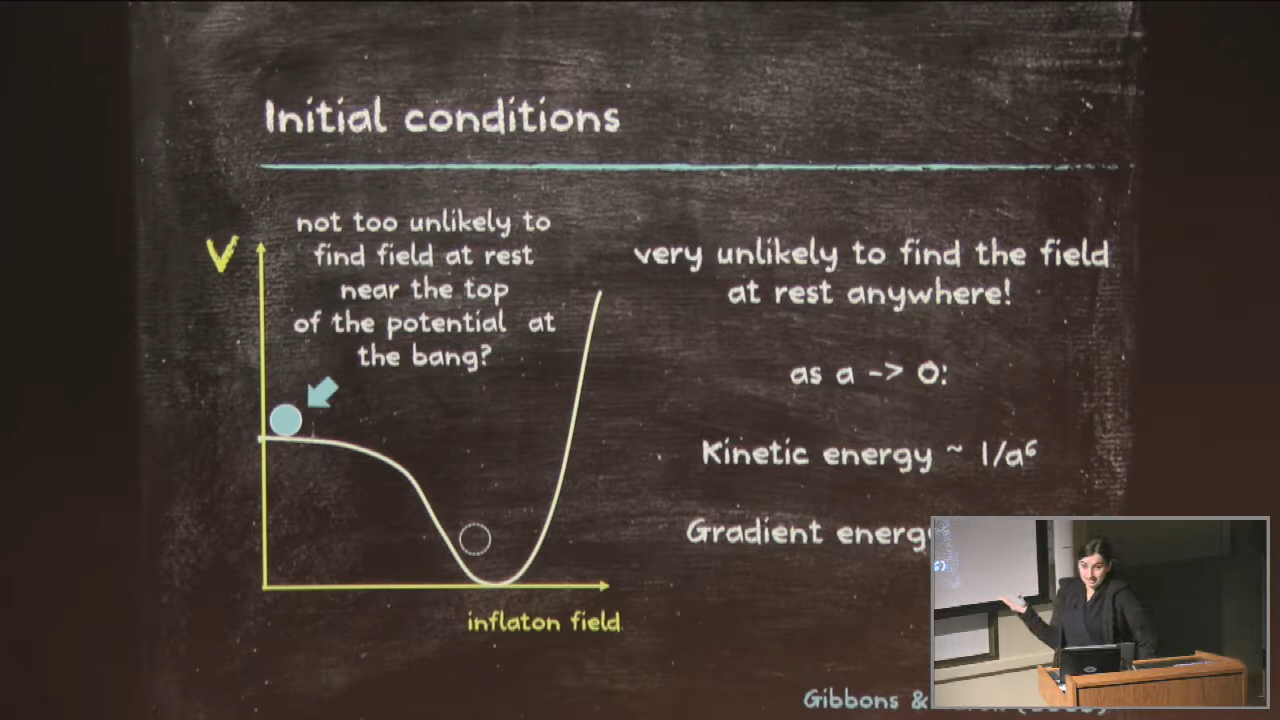 Initial conditions
not too unlikely to
find field at rest
near the top
of the potential at
the bang?
V
inflaton field
very unlikely to find the field
at rest anywhere!
as a -> 0:
Kinetic energy ~ 1/a⁶
Gradient energy
Gibbons &